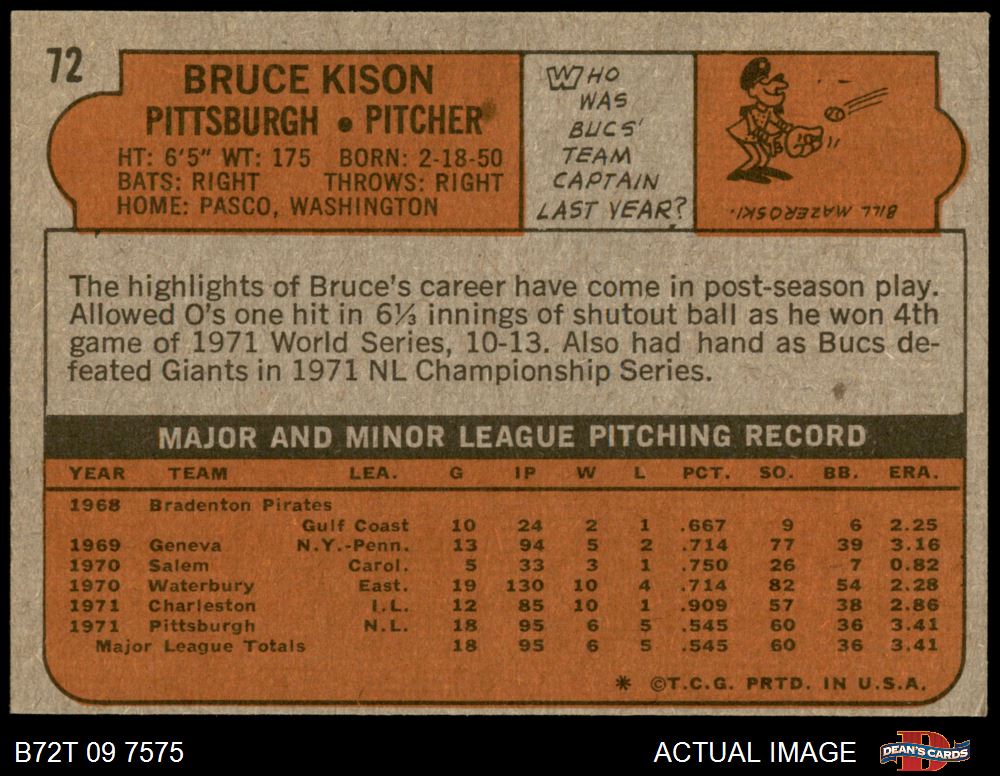 72
BRUCE KISON
PITTSBURGH • PITCHER
HT: 6'5" WT: 175 BORN: 2-18-50
BATS: RIGHT THROWS: RIGHT
HOME: PASCO, WASHINGTON
WHO
WAS
BUCS'
TEAM
CAPTAIN
LAST YEAR?
BILL MAZEROSKI.
The highlights of Bruce's career have come in post-season play.
Allowed O's one hit in 6⅓ innings of shutout ball as he won 4th
game of 1971 World Series, 10-13. Also had hand as Bucs de-
feated Giants in 1971 NL Championship Series.
MAJOR AND MINOR LEAGUE PITCHING RECORD
YEAR TEAM LEA. G IP W L PCT. SO. BB. ERA.
1968 Bradenton Pirates
Gulf Coast 10 24 2 1 .667 9 6 2.25
1969 Geneva N.Y.-Penn. 13 94 5 2 .714 77 39 3.16
1970 Salem Carol. 5 33 3 1 .750 26 7 0.82
1970 Waterbury East. 19 130 10 4 .714 82 54 2.28
1971 Charleston I.L. 12 85 10 1 .909 57 38 2.86
1971 Pittsburgh N.L. 18 95 6 5 .545 60 36 3.41
Major League Totals 18 95 6 5 .545 60 36 3.41
* ©T.C.G. PRTD. IN U.S.A.
B72T 09 7575
ACTUAL IMAGE
D
DEAN'S CARDS